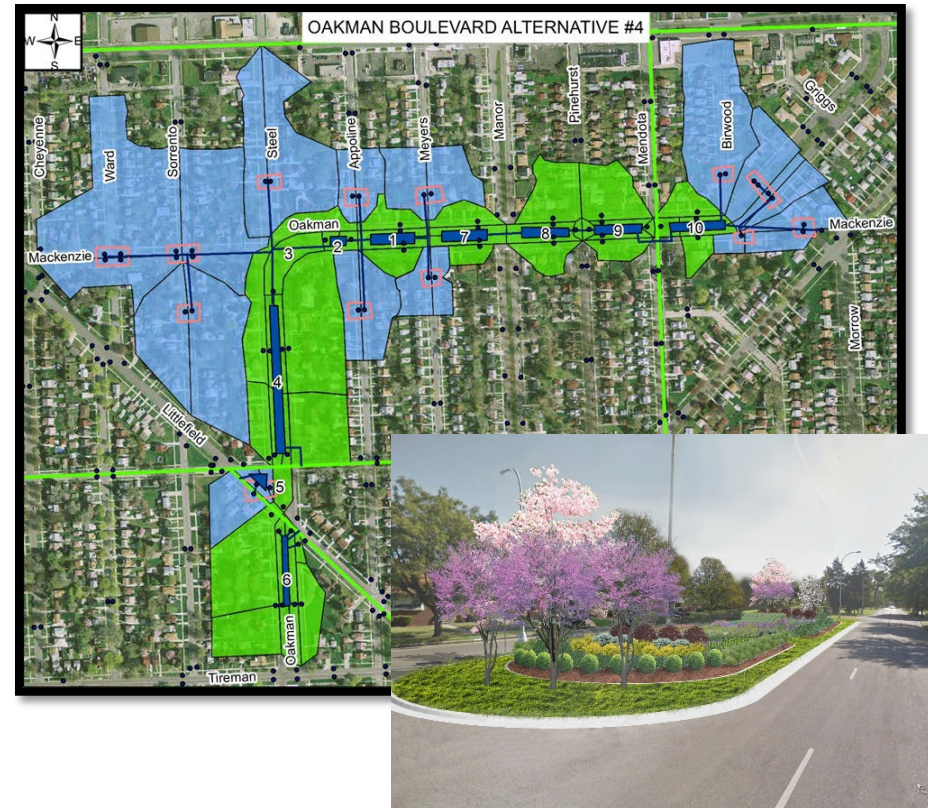 OAKMAN BOULEVARD ALTERNATIVE #4
N
W E
S
Cheyenne
Ward
Sorrento
Steel
Appoline
Meyers
Manor
Pinehurst
Mendota
Birwood
Griggs
Oakman
Mackenzie
Mackenzie
3
2
1
7
8
9
10
Morrow
4
Littlefield
5
6
Oakman
Tireman